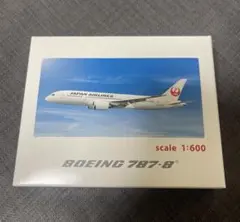 JAPAN AIRLINES
scale 1:600
BOEING 787-8